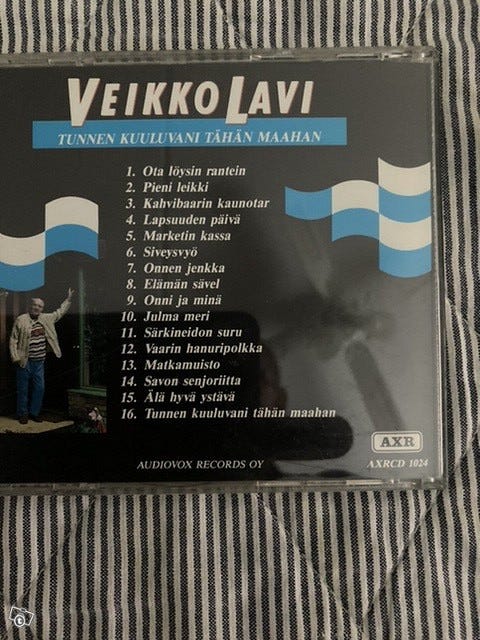 VEIKKO LAVI
TUNNEN KUULUVANI TÄHÄN MAAHAN
1. Ota löysin rantein
2. Pieni leikki
3. Kahvibaarin kaunotar
4. Lapsuuden päivä
5. Marketin kassa
6. Siveysvyö
7. Onnen jenkka
8. Elämän sävel
9. Onni ja minä
10. Julma meri
11. Särkineidon suru
12. Vaarin hanuripolkka
13. Matkamuisto
14. Savon senjoriitta
15. Älä hyvä ystävä
16. Tunnen kuuluvani tähän maahan
AXR
AUDIOVOX RECORDS OY
AXRCD 1024